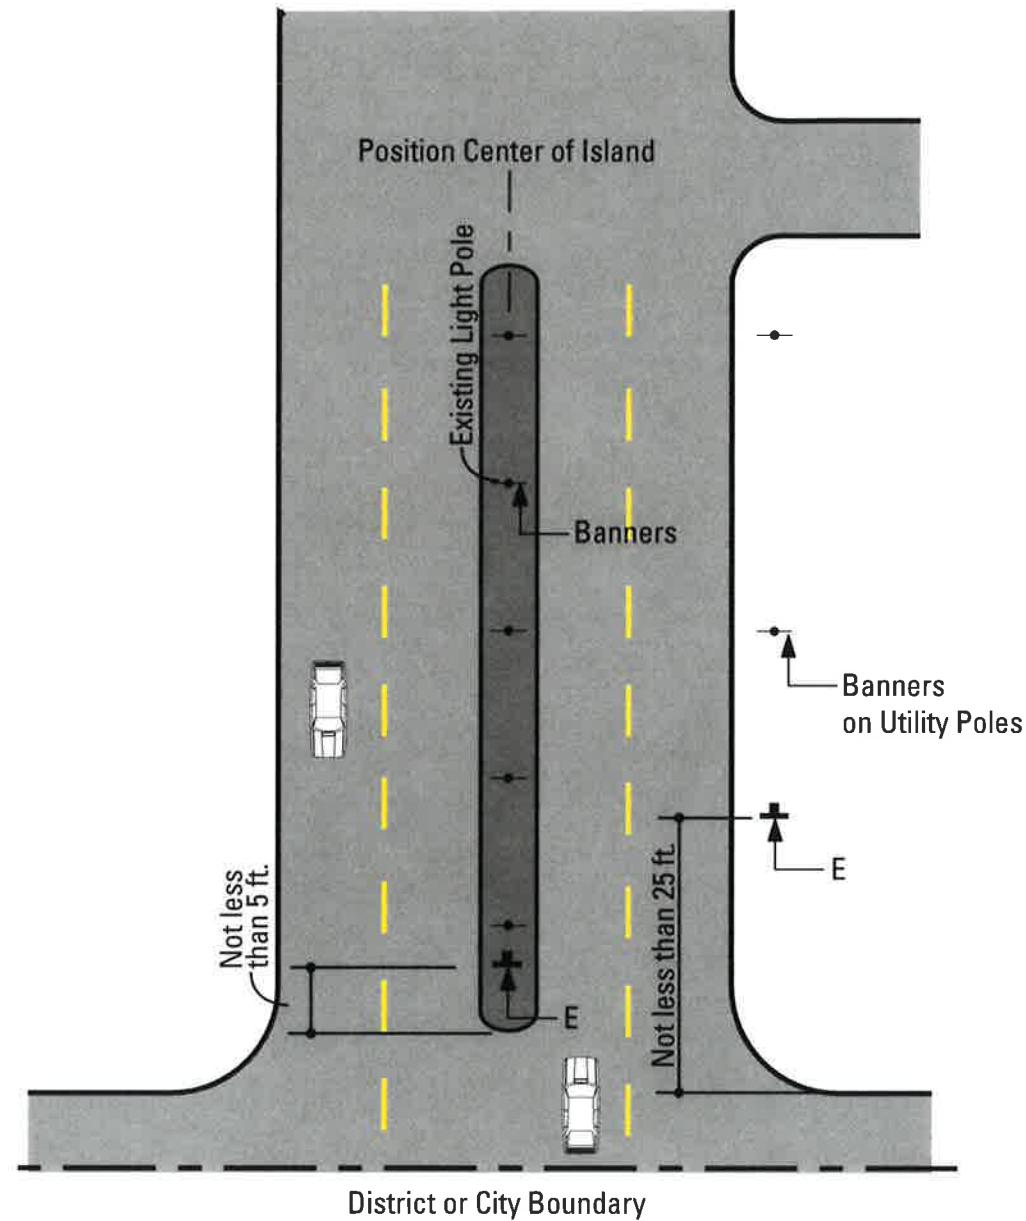 Position Center of Island
Existing Light Pole
Banners
Banners
on Utility Poles
E
Not less
than 5 ft.
Not less than 25 ft.
E
District or City Boundary